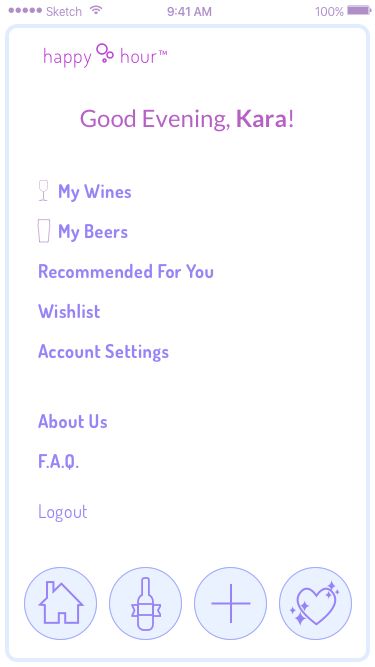 Sketch 9:41 AM 100%
happy hour™
Good Evening, Kara!
My Wines
My Beers
Recommended For You
Wishlist
Account Settings
About Us
F.A.Q.
Logout